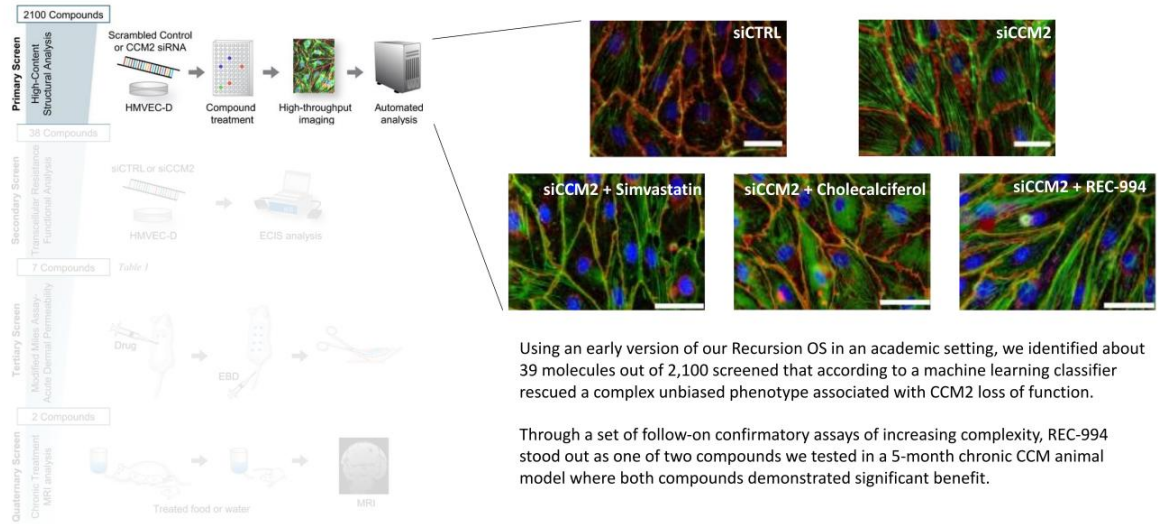 2100 Compounds
Primary Screen
High-Content
Structural Analysis
Scrambled Control
or CCM2 siRNA
HMVEC-D
Compound
treatment
High-throughput
imaging
Automated
analysis
38 Compounds
Secondary Screen
Transcellular Resistance
Functional Analysis
siCTRL or siCCM2
HMVEC-D
ECIS analysis
7 Compounds
Table 1
Tertiary Screen
Modified Miles Assay-
Acute Dermal Permeability
Drug
EBD
2 Compounds
Quaternary Screen
Chronic Treatment
MRI analysis
Treated food or water
MRI
siCTRL
siCCM2
siCCM2 + Simvastatin
siCCM2 + Cholecalciferol
siCCM2 + REC-994
Using an early version of our Recursion OS in an academic setting, we identified about
39 molecules out of 2,100 screened that according to a machine learning classifier
rescued a complex unbiased phenotype associated with CCM2 loss of function.
Through a set of follow-on confirmatory assays of increasing complexity, REC-994
stood out as one of two compounds we tested in a 5-month chronic CCM animal
model where both compounds demonstrated significant benefit.